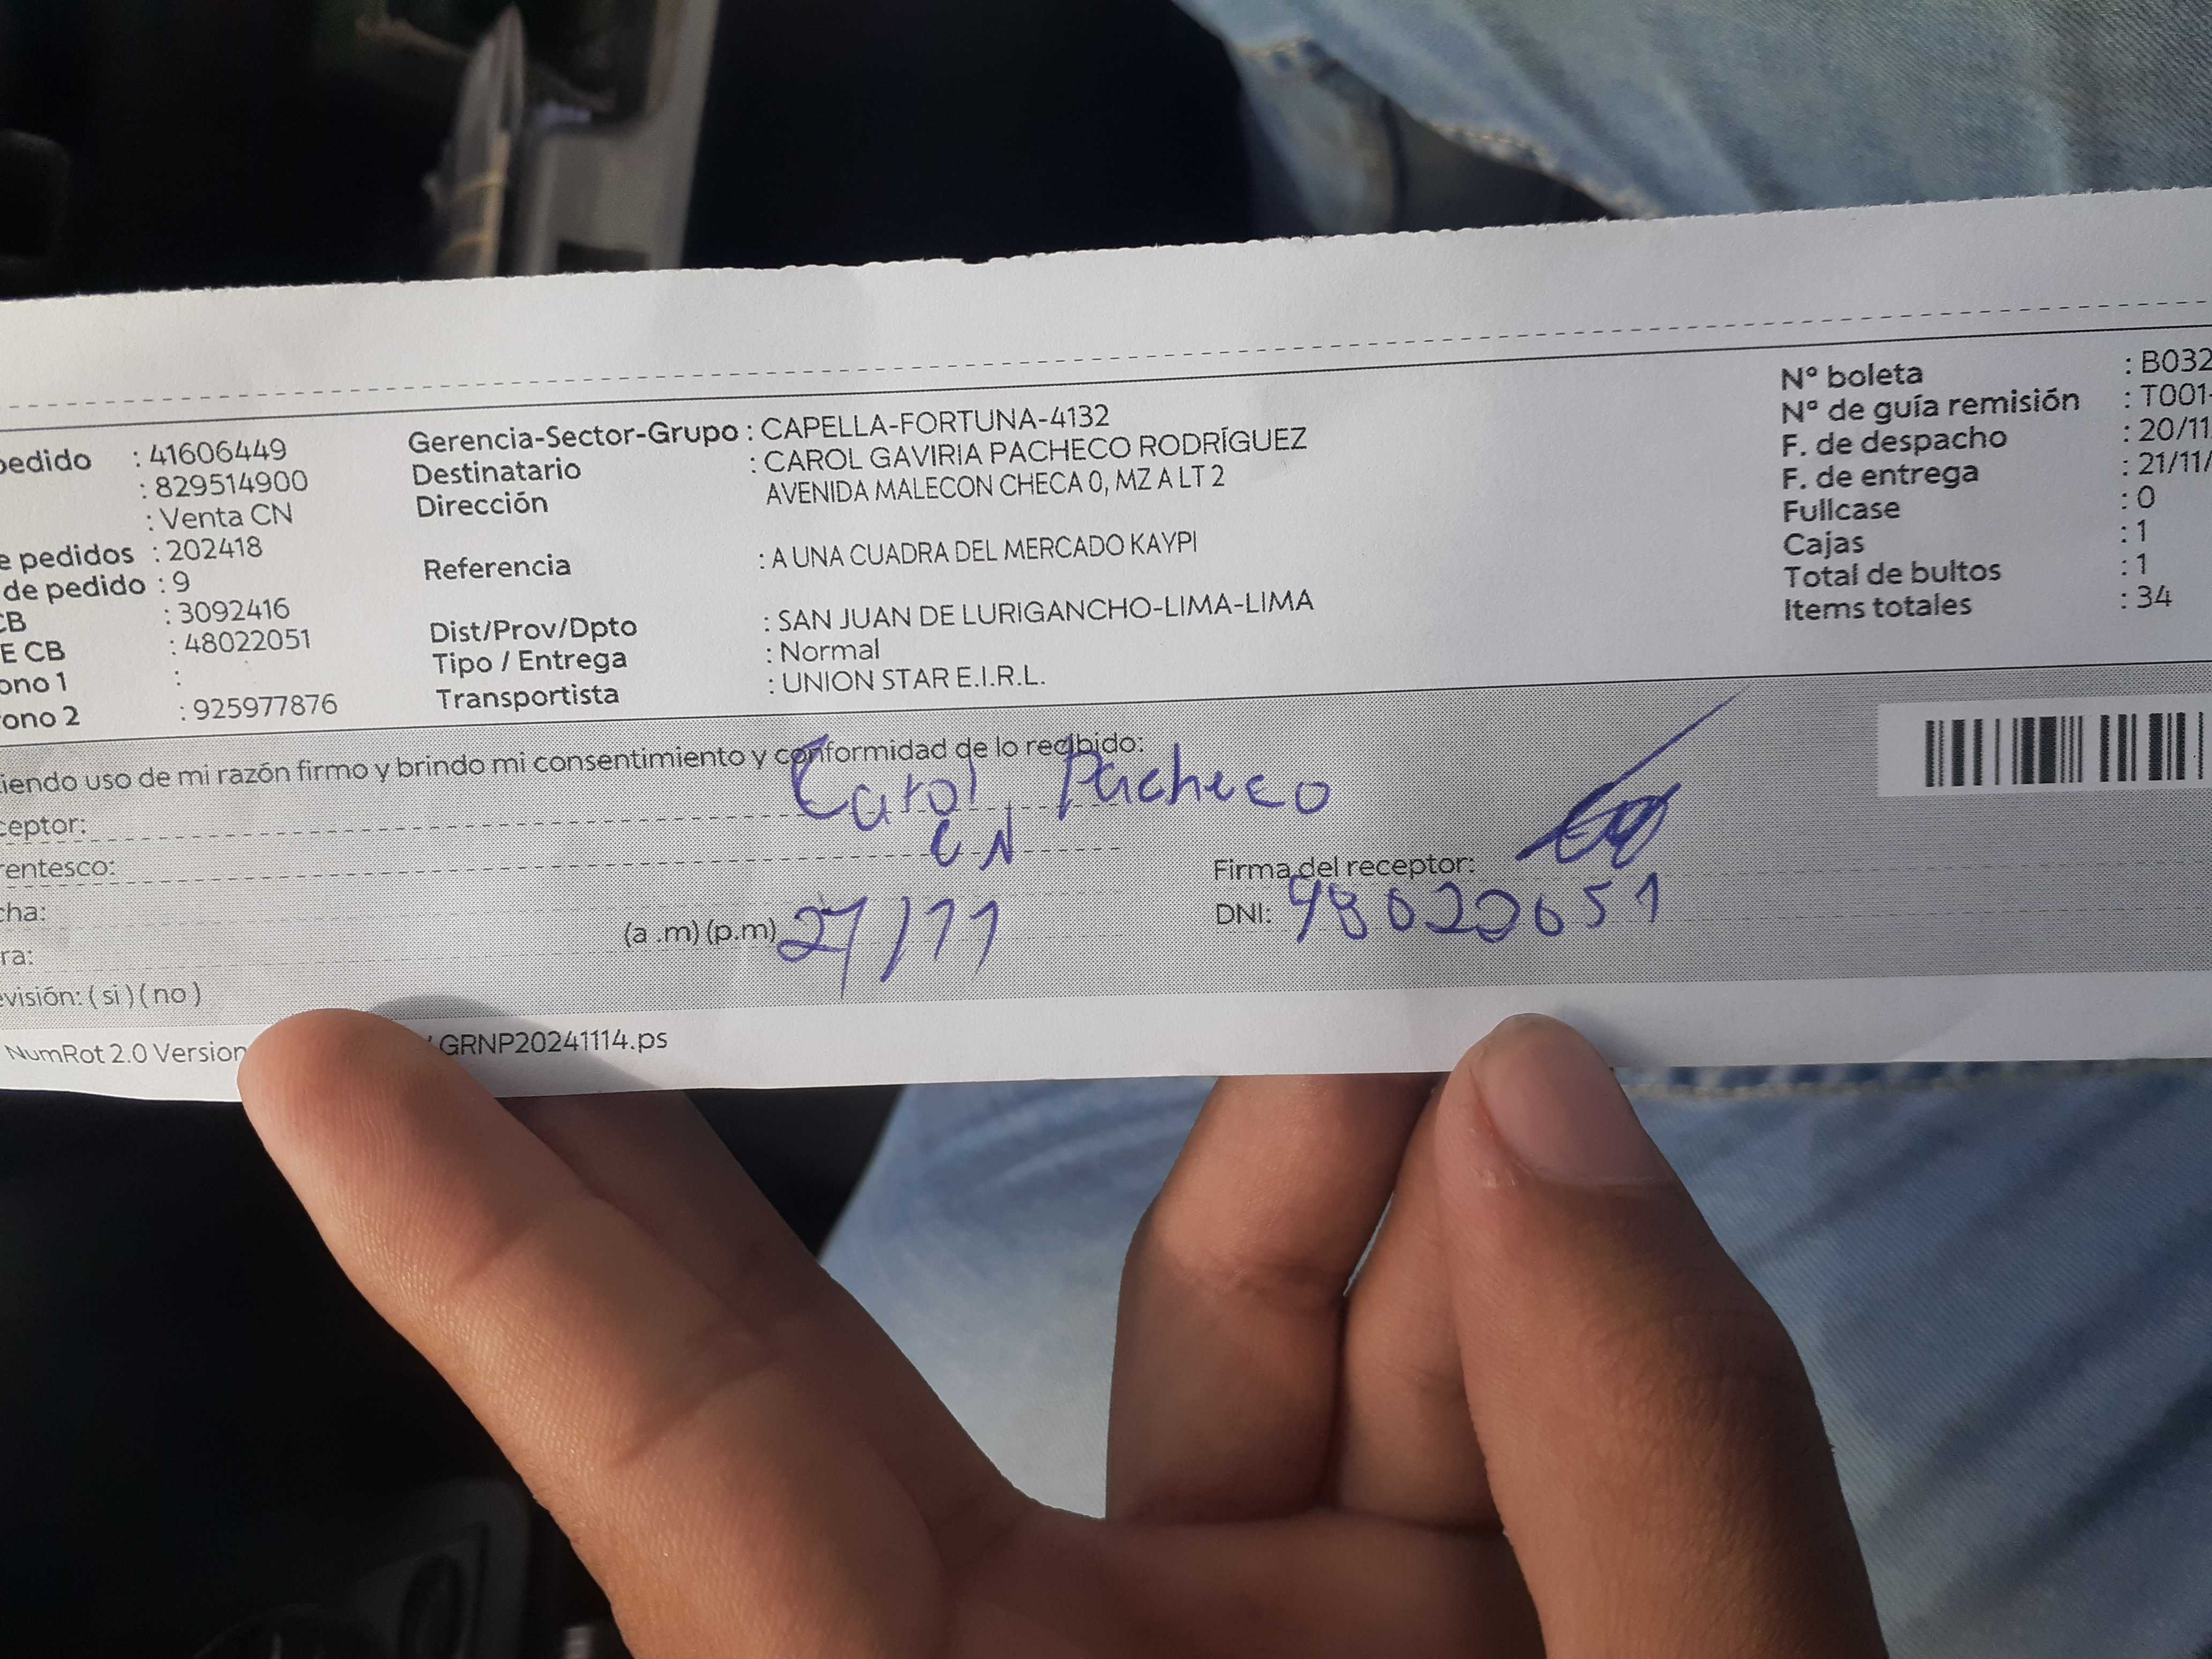 pedido : 41606449
: 829514900
: Venta CN
e pedidos : 202418
de pedido : 9
CB : 3092416
E CB : 48022051
ono 1 :
ono 2 : 925977876
Gerencia-Sector-Grupo : CAPELLA-FORTUNA-4132
Destinatario : CAROL GAVIRIA PACHECO RODRÍGUEZ
Dirección AVENIDA MALECON CHECA 0, MZ A LT 2
Referencia : A UNA CUADRA DEL MERCADO KAYPI
Dist/Prov/Dpto : SAN JUAN DE LURIGANCHO-LIMA-LIMA
Tipo / Entrega : Normal
Transportista : UNION STAR E.I.R.L.
Nº boleta : B032
Nº de guía remisión : T001-
F. de despacho : 20/11
F. de entrega : 21/11/
Fullcase : 0
Cajas : 1
Total de bultos : 1
Items totales : 34
iendo uso de mi razón firmo y brindo mi consentimiento y conformidad de lo recibido:
ceptor: Carol Pacheco
rentesco: CN
cha:
ra: (a .m) (p.m) 27/11
evisión: ( si ) ( no )
Firma del receptor:
DNI: 48022051
NumRot 2.0 Version GRNP20241114.ps